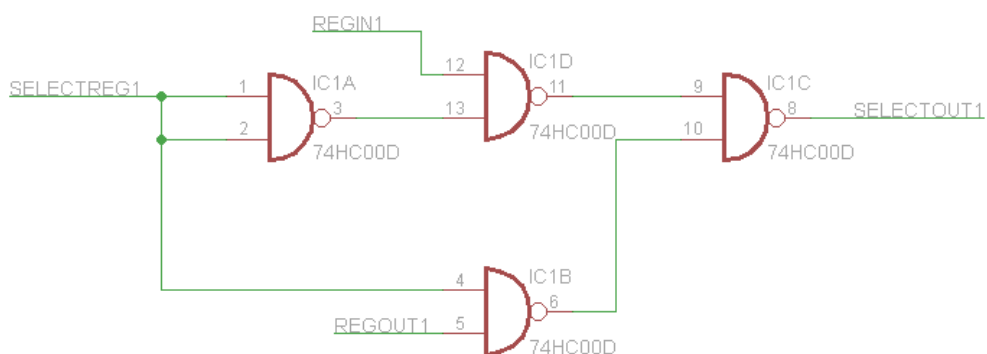 REGIN1
SELECTREG1
1
2
IC1A
3
74HC00D
12
13
IC1D
11
74HC00D
9
10
IC1C
8
74HC00D
SELECTOUT1
4
5
REGOUT1
IC1B
6
74HC00D